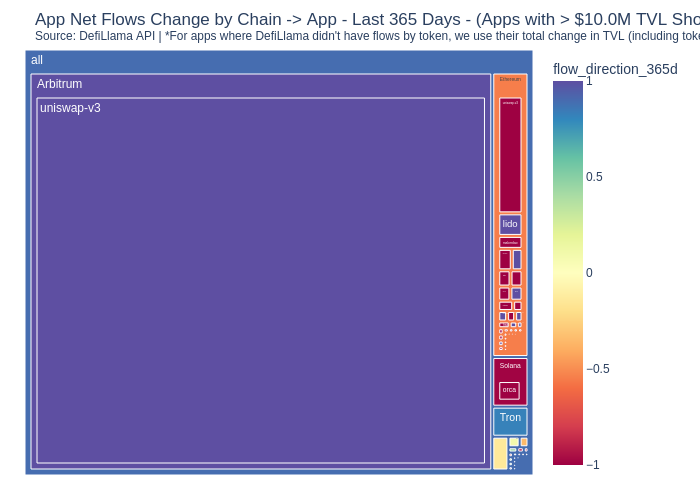 App Net Flows Change by Chain -> App - Last 365 Days - (Apps with > $10.0M TVL Sho
Source: DefiLlama API | *For apps where DefiLlama didn't have flows by token, we use their total change in TVL (including toke
all
Arbitrum
uniswap-v3
Ethereum
uniswap-v3
lido
Solana
orca
Tron
flow_direction_365d
1
0.5
0
−0.5
−1